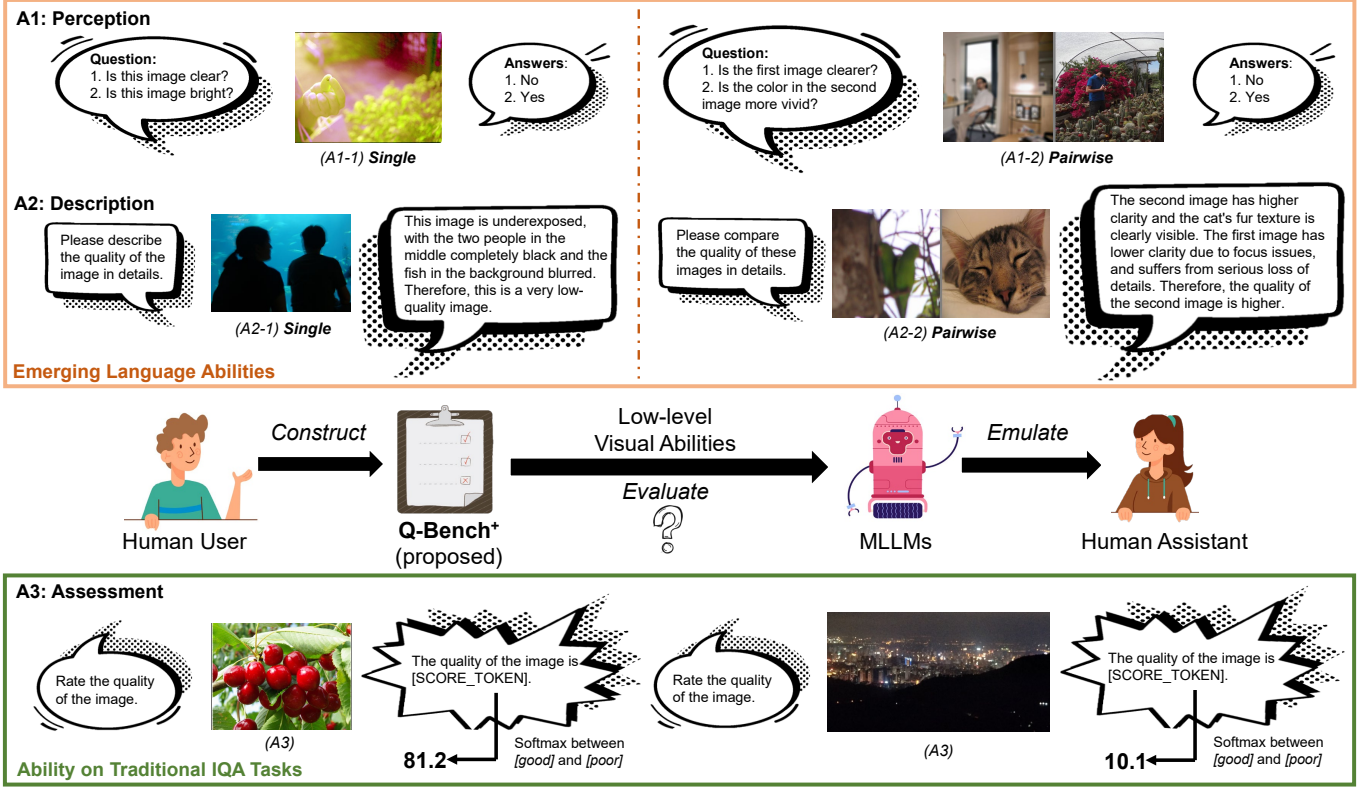 A1: Perception
Question:
1. Is this image clear?
2. Is this image bright?
Answers:
1. No
2. Yes
(A1-1) Single
Question:
1. Is the first image clearer?
2. Is the color in the second
image more vivid?
Answers:
1. No
2. Yes
(A1-2) Pairwise
A2: Description
Please describe
the quality of the
image in details.
This image is underexposed,
with the two people in the
middle completely black and the
fish in the background blurred.
Therefore, this is a very low-
quality image.
(A2-1) Single
Please compare
the quality of these
images in details.
The second image has higher
clarity and the cat's fur texture is
clearly visible. The first image has
lower clarity due to focus issues,
and suffers from serious loss of
details. Therefore, the quality of
the second image is higher.
(A2-2) Pairwise
Emerging Language Abilities
Human User
Construct
Q-Bench⁺
(proposed)
Low-level
Visual Abilities
Evaluate
?
MLLMs
Emulate
Human Assistant
A3: Assessment
Rate the quality
of the image.
(A3)
The quality of the image is
[SCORE_TOKEN].
81.2
Softmax between
[good] and [poor]
Rate the quality
of the image.
(A3)
The quality of the image is
[SCORE_TOKEN].
10.1
Softmax between
[good] and [poor]
Ability on Traditional IQA Tasks